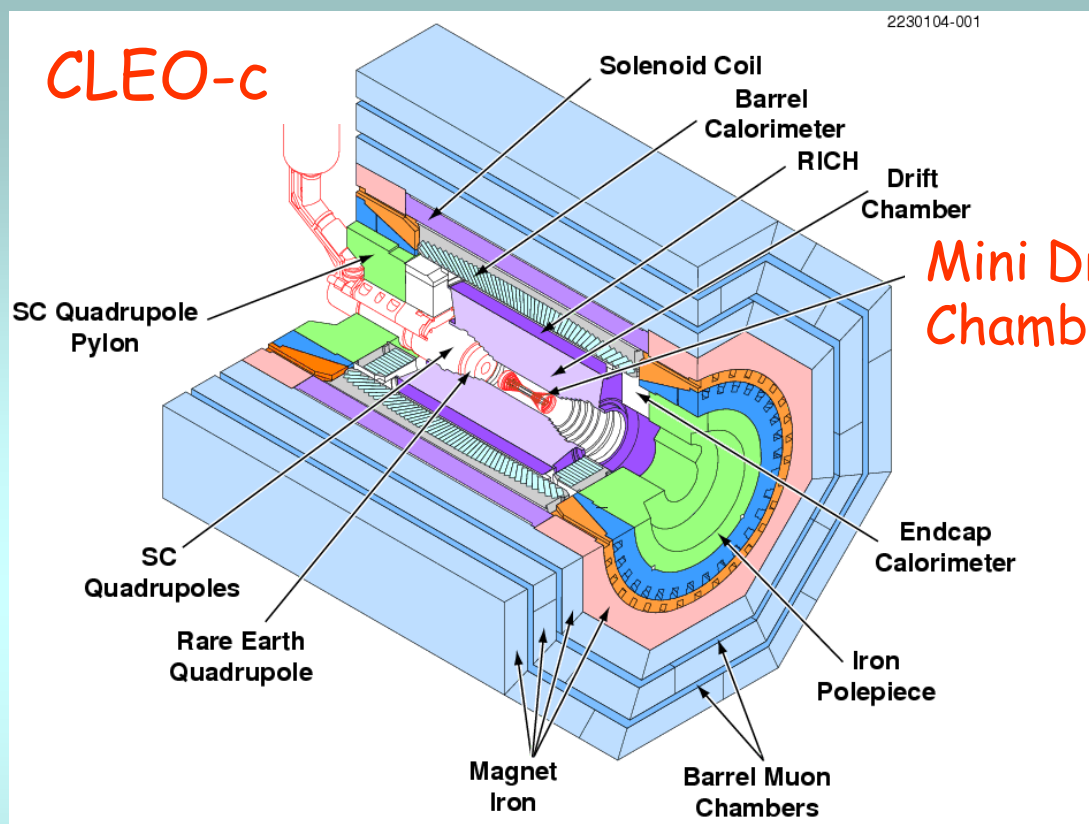 2230104-001
CLEO-c
Solenoid Coil
Barrel
Calorimeter
RICH
Drift
Chamber
Mini
SC Quadrupole
Pylon
SC
Quadrupoles
Rare Earth
Quadrupole
Magnet
Iron
Barrel Muon
Chambers
Iron
Polepiece
Endcap
Calorimeter